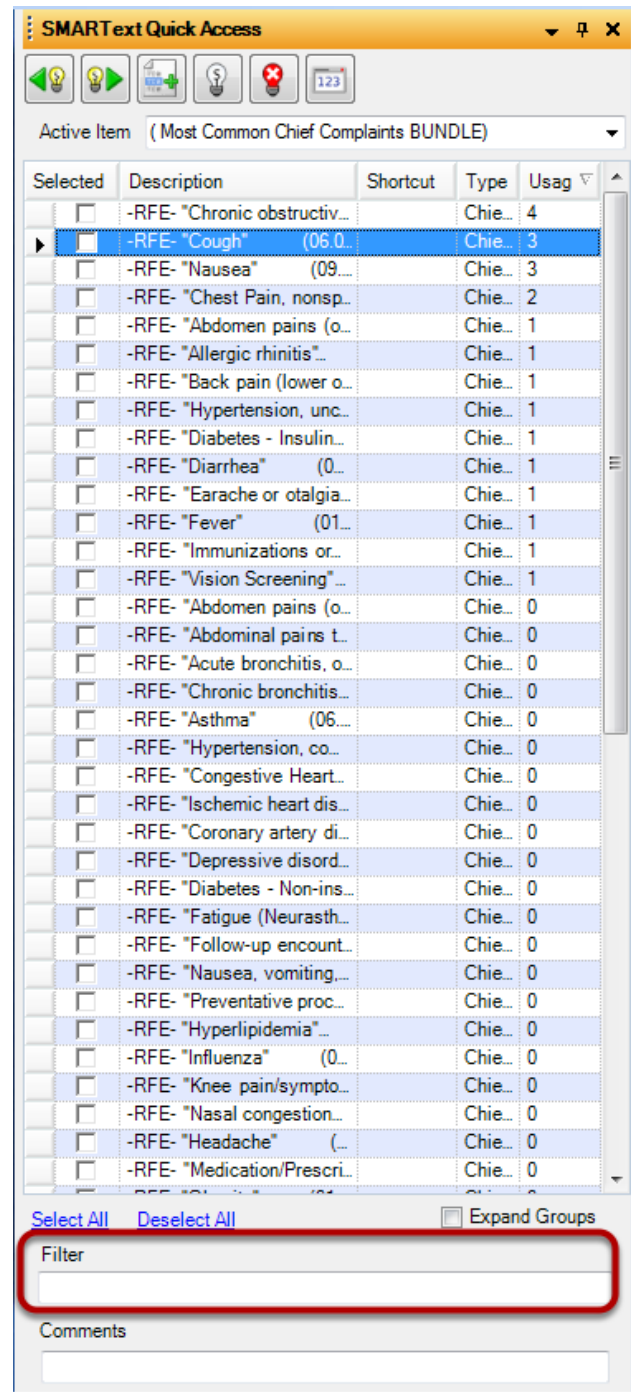 SMARText Quick Access
123
Active Item ( Most Common Chief Complaints BUNDLE)
Selected Description Shortcut Type Usag
-RFE- "Chronic obstructiv... Chie... 4
-RFE- "Cough" (06.0... Chie... 3
-RFE- "Nausea" (09.... Chie... 3
-RFE- "Chest Pain, nonsp... Chie... 2
-RFE- "Abdomen pains (o... Chie... 1
-RFE- "Allergic rhinitis"... Chie... 1
-RFE- "Back pain (lower o... Chie... 1
-RFE- "Hypertension, unc... Chie... 1
-RFE- "Diabetes - Insulin... Chie... 1
-RFE- "Diarrhea" (0... Chie... 1
-RFE- "Earache or otalgia... Chie... 1
-RFE- "Fever" (01... Chie... 1
-RFE- "Immunizations or... Chie... 1
-RFE- "Vision Screening"... Chie... 1
-RFE- "Abdomen pains (o... Chie... 0
-RFE- "Abdominal pains t... Chie... 0
-RFE- "Acute bronchitis, o... Chie... 0
-RFE- "Chronic bronchitis... Chie... 0
-RFE- "Asthma" (06.... Chie... 0
-RFE- "Hypertension, co... Chie... 0
-RFE- "Congestive Heart... Chie... 0
-RFE- "Ischemic heart dis... Chie... 0
-RFE- "Coronary artery di... Chie... 0
-RFE- "Depressive disord... Chie... 0
-RFE- "Diabetes - Non-ins... Chie... 0
-RFE- "Fatigue (Neurasth... Chie... 0
-RFE- "Follow-up encount... Chie... 0
-RFE- "Nausea, vomiting,... Chie... 0
-RFE- "Preventative proc... Chie... 0
-RFE- "Hyperlipidemia"... Chie... 0
-RFE- "Influenza" (0... Chie... 0
-RFE- "Knee pain/sympto... Chie... 0
-RFE- "Nasal congestion... Chie... 0
-RFE- "Headache" (... Chie... 0
-RFE- "Medication/Prescri... Chie... 0
Select All Deselect All Expand Groups
Filter
Comments